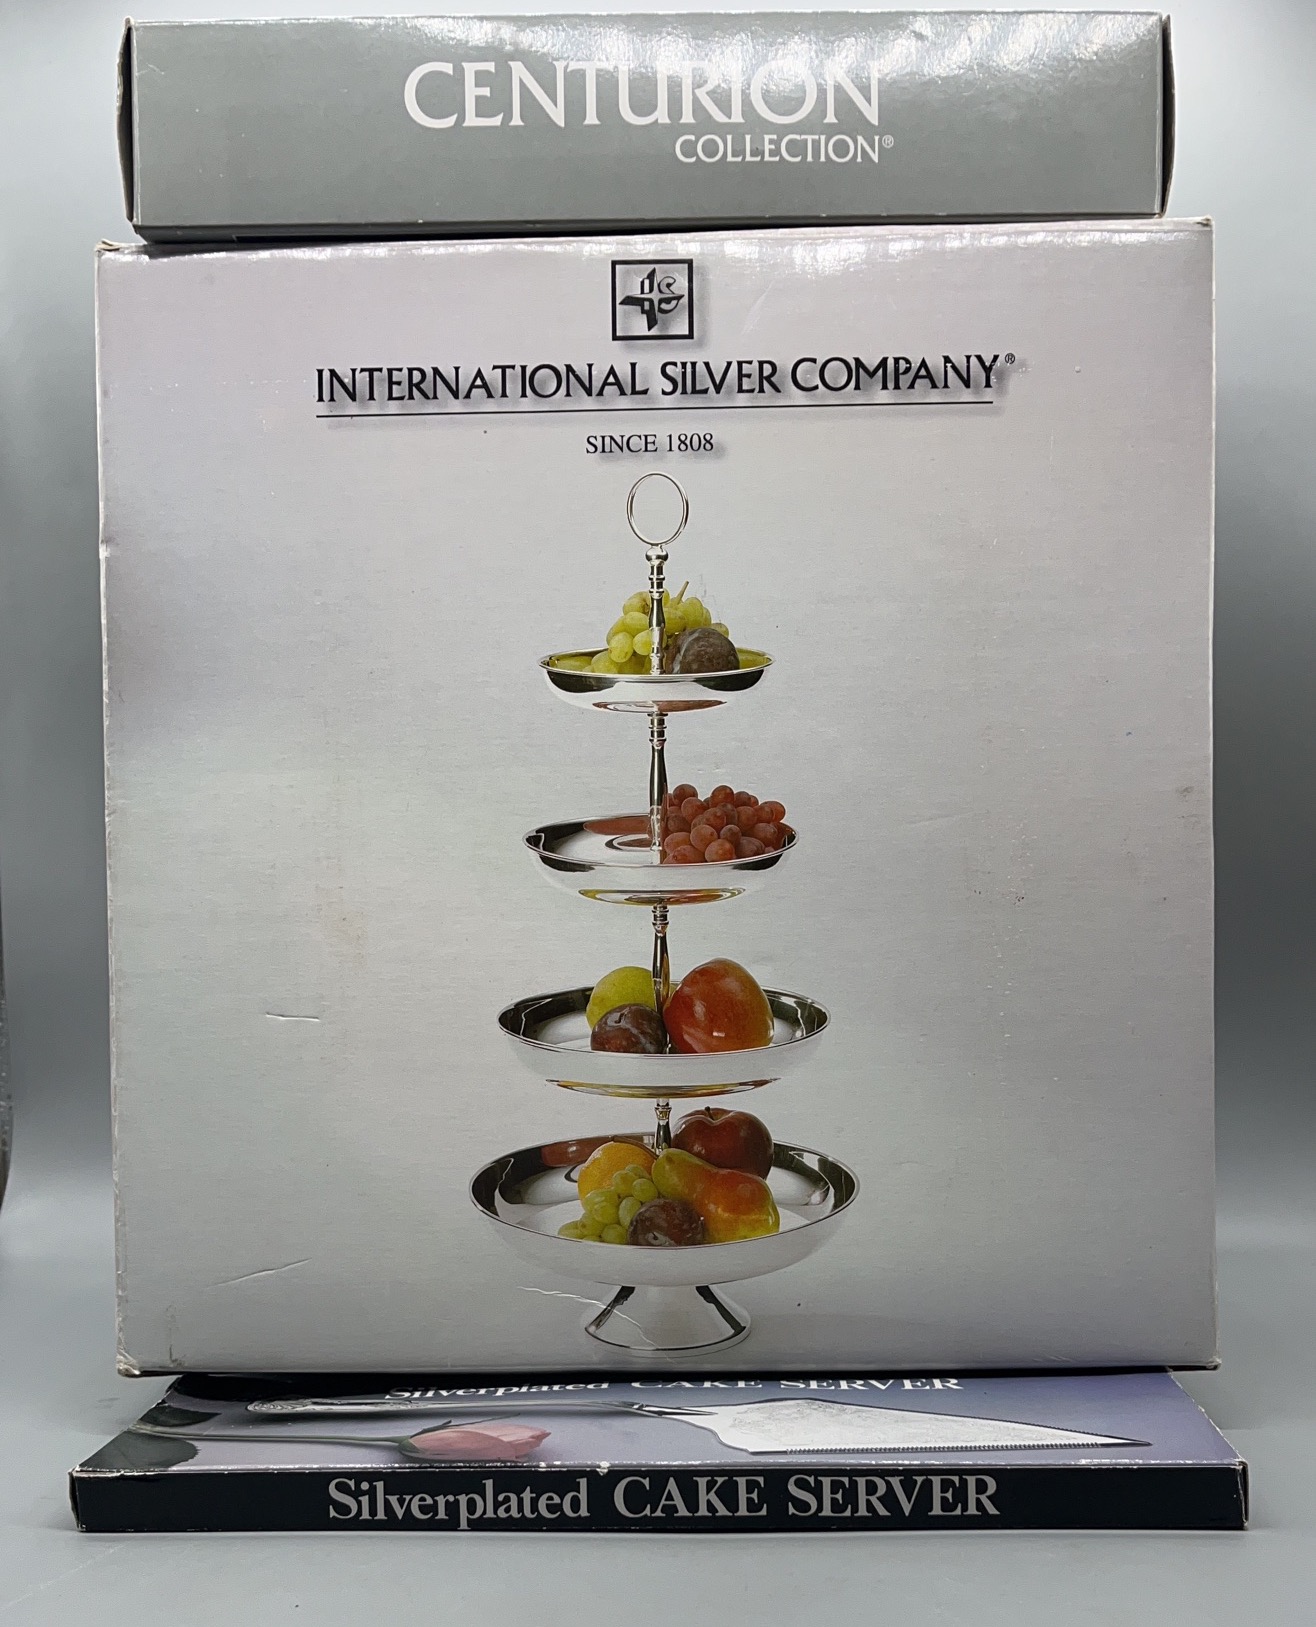 CENTURION
COLLECTION®
INTERNATIONAL SILVER COMPANY®
SINCE 1808
Silverplated CAKE SERVER
Silverplated CAKE SERVER